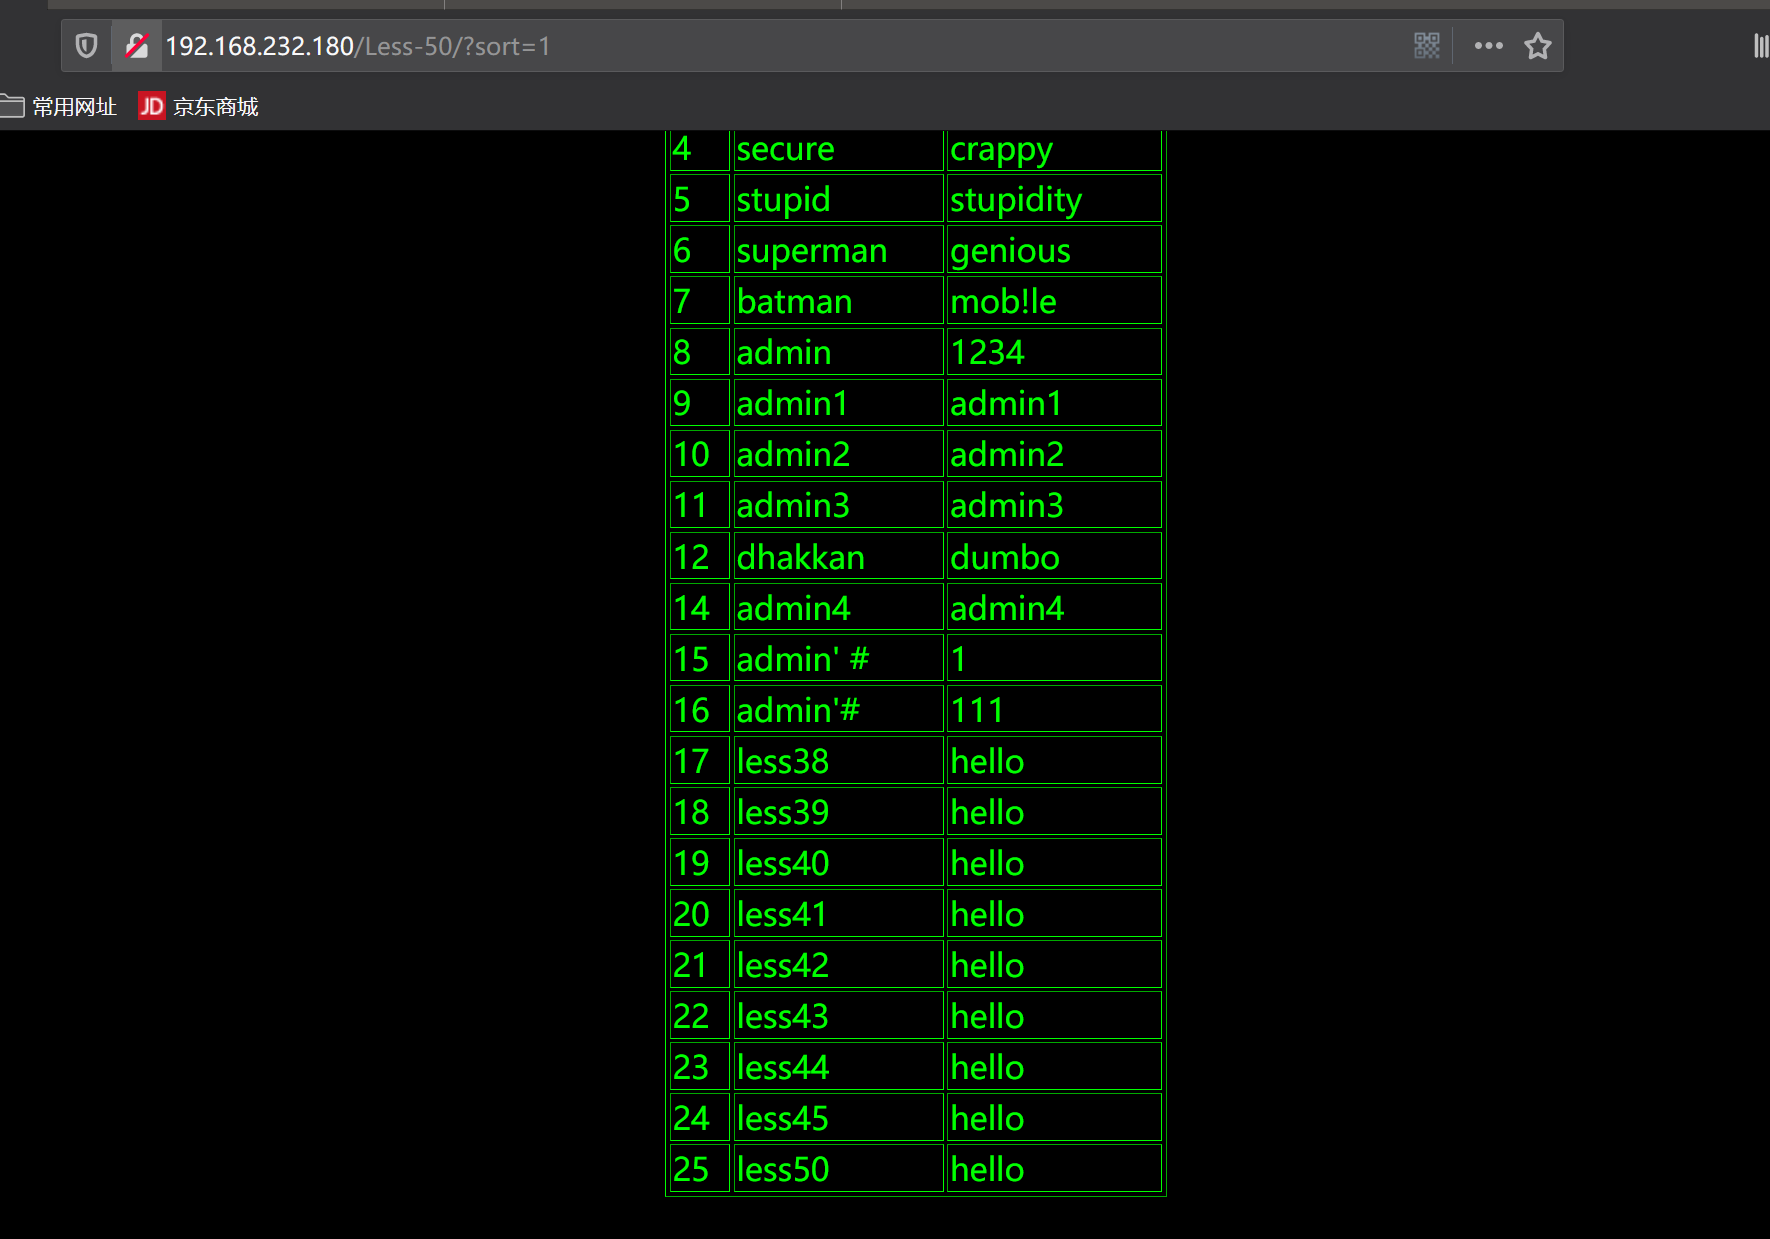 192.168.232.180/Less-50/?sort=1
常用网址 JD 京东商城
4 secure crappy
5 stupid stupidity
6 superman genious
7 batman mob!le
8 admin 1234
9 admin1 admin1
10 admin2 admin2
11 admin3 admin3
12 dhakkan dumbo
14 admin4 admin4
15 admin' # 1
16 admin'# 111
17 less38 hello
18 less39 hello
19 less40 hello
20 less41 hello
21 less42 hello
22 less43 hello
23 less44 hello
24 less45 hello
25 less50 hello